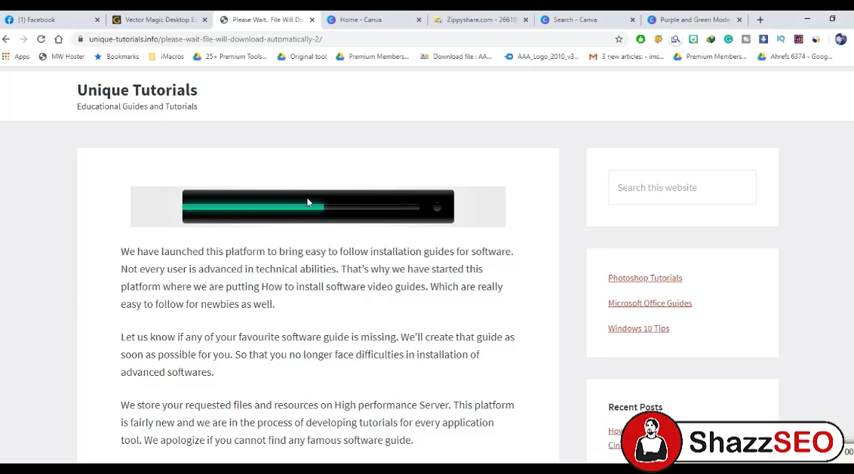 Facebook
Vector Magic Desktop E
Please Wait.. File Will Do
Home - Canva
Zippyshare.com - 26618
Search - Canva
Purple and Green Mode
unique-tutorials.info/please-wait-file-will-download-automatically-2/
Apps
MW Hoster
Bookmarks
iMacros
25+ Premium Tools...
Original tool
Premium Members...
Download file : AA...
AAA_Logo_2010_v3...
3 new articles: - ims...
Premium Members...
Ahrefs 6374 - Goog...
Unique Tutorials
Educational Guides and Tutorials
Search this website
We have launched this platform to bring easy to follow installation guides for software.
Not every user is advanced in technical abilities. That's why we have started this
platform where we are putting How to install software video guides. Which are really
easy to follow for newbies as well.
Let us know if any of your favourite software guide is missing. We'll create that guide as
soon as possible for you. So that you no longer face difficulties in installation of
advanced softwares.
We store your requested files and resources on High performance Server. This platform
is fairly new and we are in the process of developing tutorials for every application
tool. We apologize if you cannot find any famous software guide.
Photoshop Tutorials
Microsoft Office Guides
Windows 10 Tips
Recent Posts
ShazzSEO
00